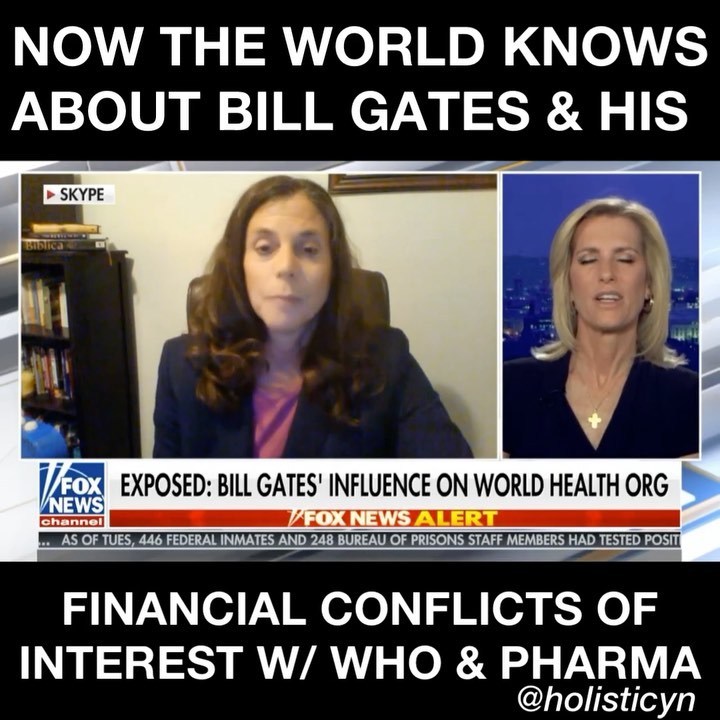 NOW THE WORLD KNOWS
ABOUT BILL GATES & HIS
SKYPE
Biblica
FOX
NEWS
channel
EXPOSED: BILL GATES' INFLUENCE ON WORLD HEALTH ORG
FOX NEWS ALERT
... AS OF TUES, 446 FEDERAL INMATES AND 248 BUREAU OF PRISONS STAFF MEMBERS HAD TESTED POSIT
FINANCIAL CONFLICTS OF
INTEREST W/ WHO & PHARMA
@holisticyn